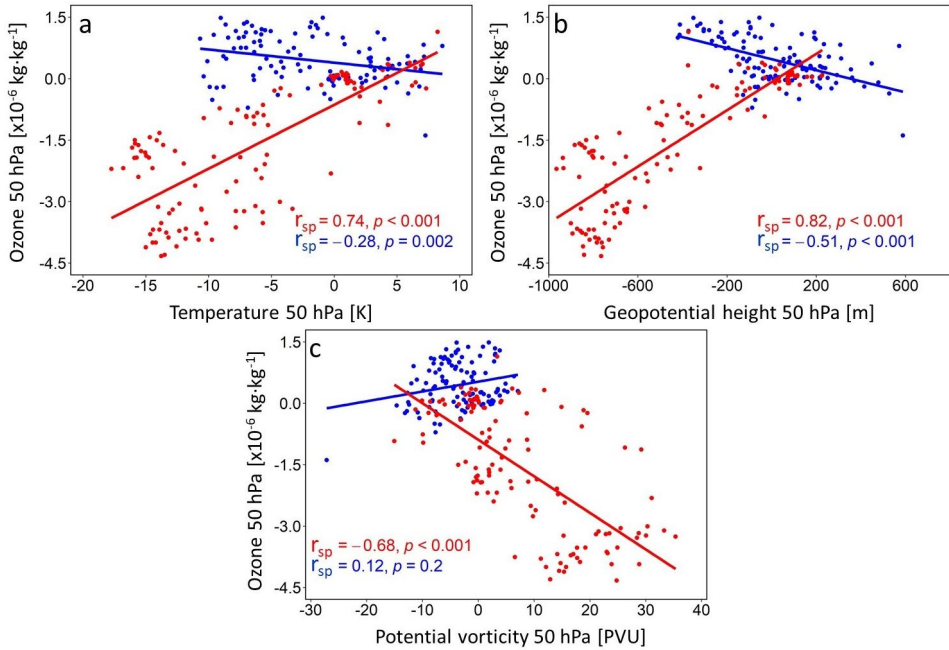 a
Ozone 50 hPa [x10⁻⁶ kg·kg⁻¹]
1.5
0.0
-1.5
-3.0
-4.5
r_sp = 0.74, p < 0.001
r_sp = −0.28, p = 0.002
-20 -15 -10 -5 0 5 10
Temperature 50 hPa [K]
b
Ozone 50 hPa [x10⁻⁶ kg·kg⁻¹]
1.5
0.0
-1.5
-3.0
-4.5
r_sp = 0.82, p < 0.001
r_sp = −0.51, p < 0.001
-1000 -600 -200 200 600
Geopotential height 50 hPa [m]
c
Ozone 50 hPa [x10⁻⁶ kg·kg⁻¹]
1.5
0.0
-1.5
-3.0
-4.5
r_sp = −0.68, p < 0.001
r_sp = 0.12, p = 0.2
-30 -20 -10 0 10 20 30 40
Potential vorticity 50 hPa [PVU]